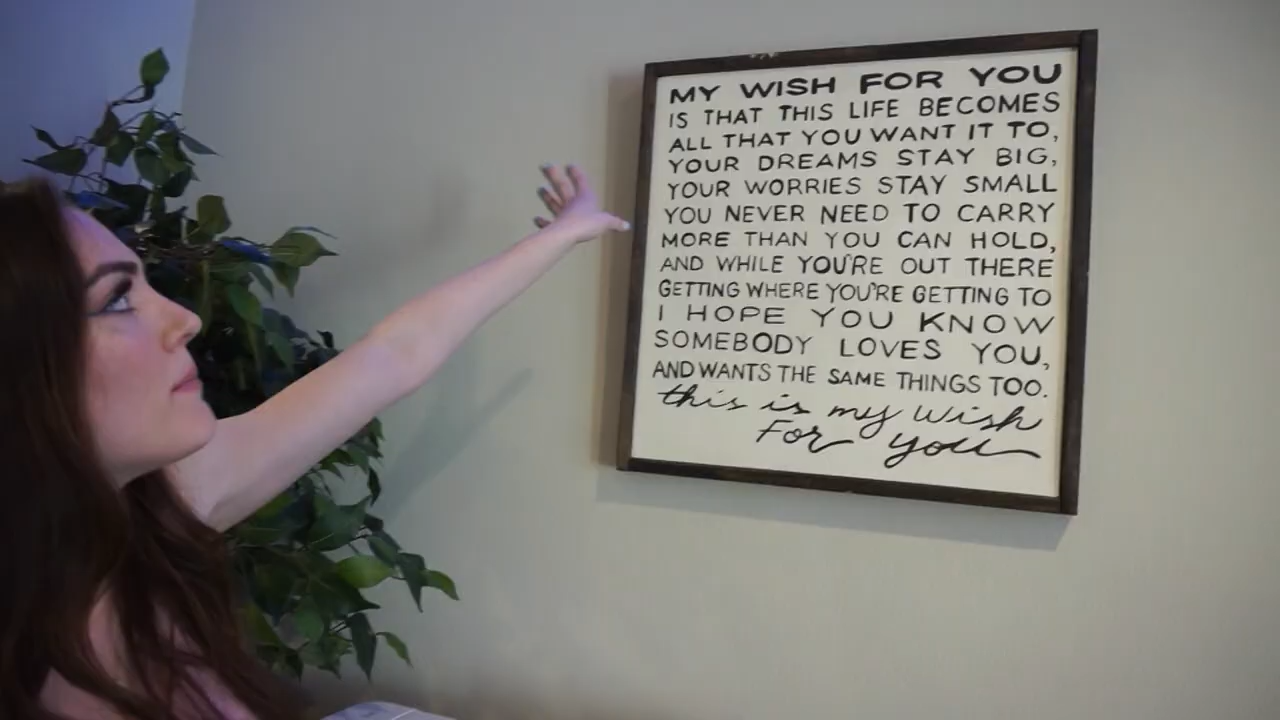 MY WISH FOR YOU
IS THAT THIS LIFE BECOMES
ALL THAT YOU WANT IT TO,
YOUR DREAMS STAY BIG,
YOUR WORRIES STAY SMALL
YOU NEVER NEED TO CARRY
MORE THAN YOU CAN HOLD,
AND WHILE YOU'RE OUT THERE
GETTING WHERE YOU'RE GETTING TO
I HOPE YOU KNOW
SOMEBODY LOVES YOU,
AND WANTS THE SAME THINGS TOO.
this is my wish
For you